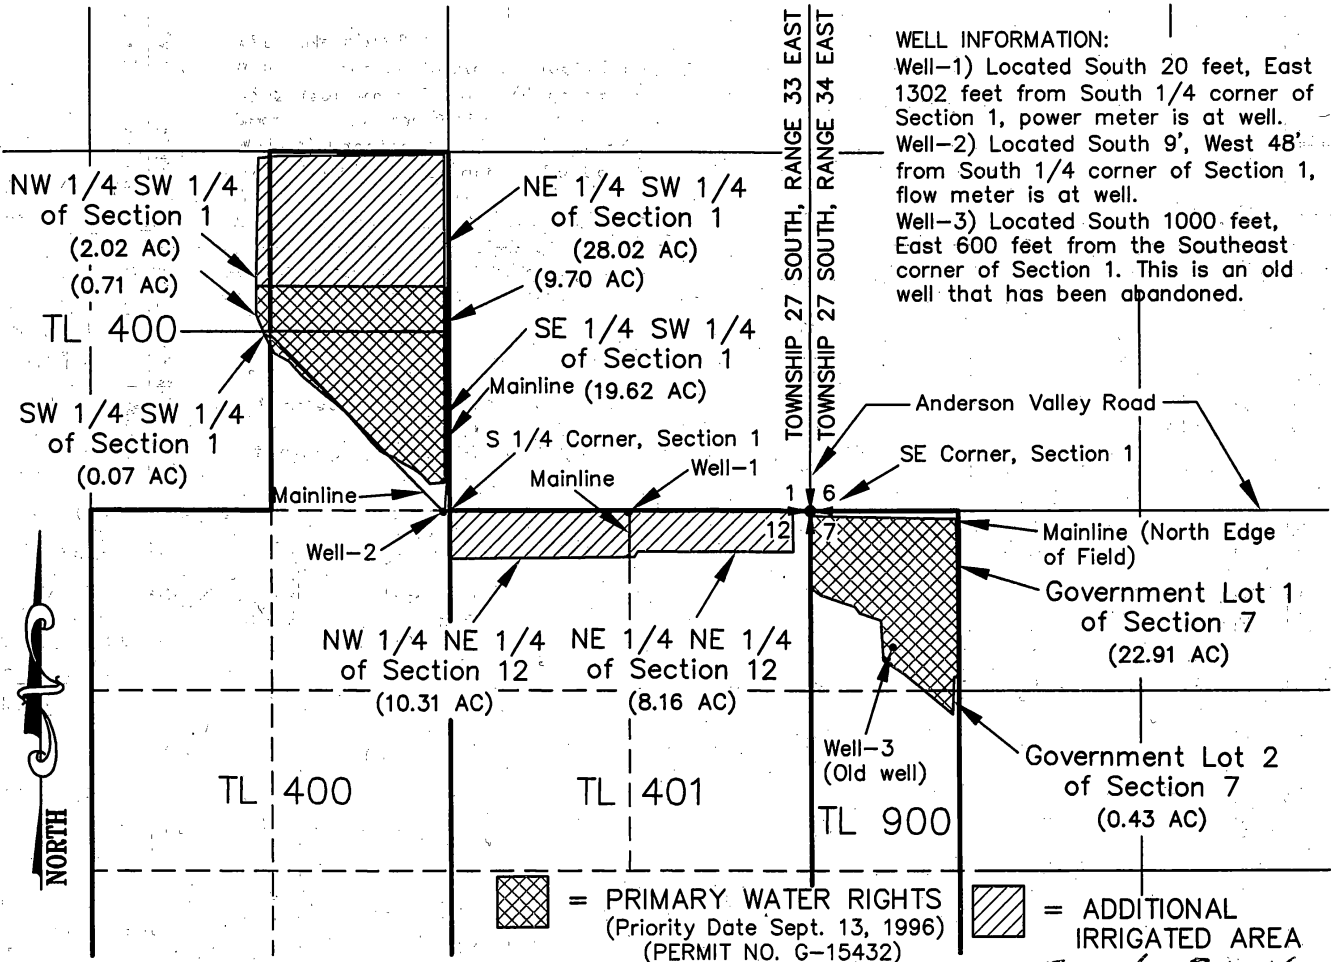 WELL INFORMATION:
Well-1) Located South 20 feet, East
1302 feet from South 1/4 corner of
Section 1, power meter is at well.
Well-2) Located South 9', West 48'
from South 1/4 corner of Section 1,
flow meter is at well.
Well-3) Located South 1000 feet,
East 600 feet from the Southeast
corner of Section 1. This is an old
well that has been abandoned.
TOWNSHIP 27 SOUTH, RANGE 33 EAST
TOWNSHIP 27 SOUTH, RANGE 34 EAST
NW 1/4 SW 1/4
of Section 1
(2.02 AC)
(0.71 AC)
TL 400
SW 1/4 SW 1/4
of Section 1
(0.07 AC)
NE 1/4 SW 1/4
of Section 1
(28.02 AC)
(9.70 AC)
SE 1/4 SW 1/4
of Section 1
Mainline (19.62 AC)
S 1/4 Corner, Section 1
Mainline
Well-1
Mainline
Well-2
Anderson Valley Road
SE Corner, Section 1
1 6
12 7
Mainline (North Edge
of Field)
Government Lot 1
of Section 7
(22.91 AC)
NW 1/4 NE 1/4
of Section 12
(10.31 AC)
NE 1/4 NE 1/4
of Section 12
(8.16 AC)
Well-3
(Old well)
Government Lot 2
of Section 7
(0.43 AC)
TL 400
TL 401
TL 900
NORTH
= PRIMARY WATER RIGHTS
(Priority Date Sept. 13, 1996)
(PERMIT NO. G-15432)
= ADDITIONAL
IRRIGATED AREA